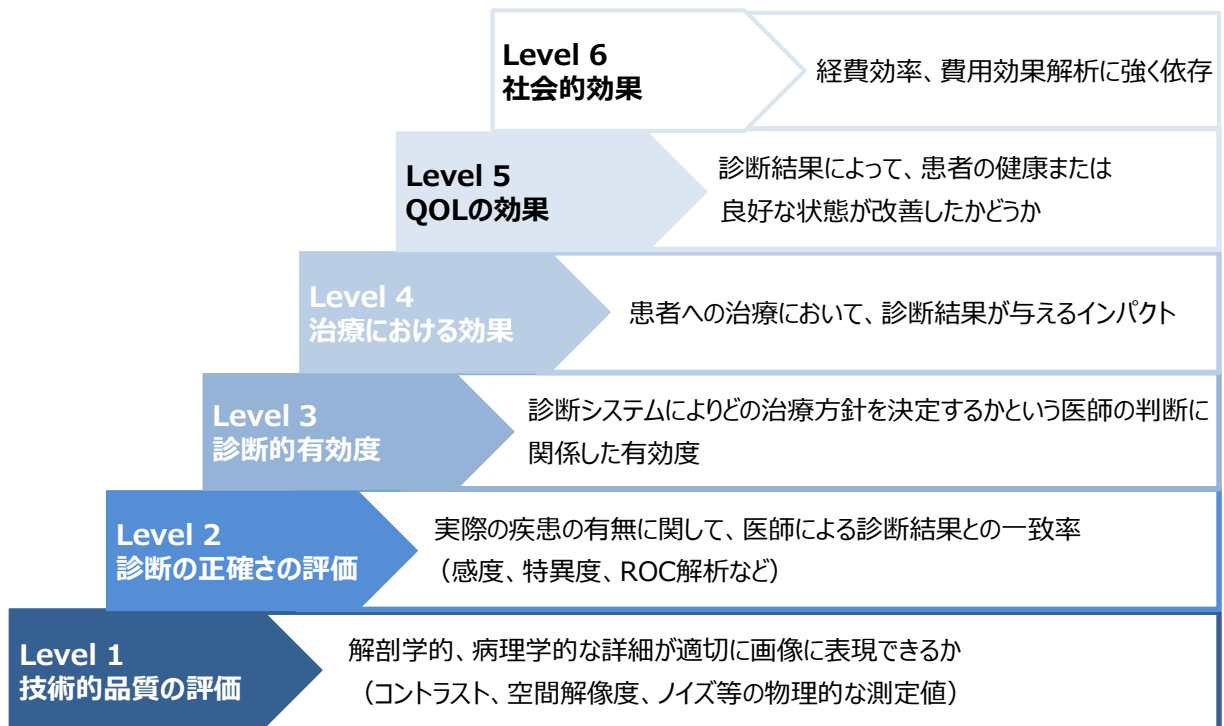 Level 6
社会的効果
経費効率、費用効果解析に強く依存
Level 5
QOLの効果
診断結果によって、患者の健康または
良好な状態が改善したかどうか
Level 4
治療における効果
患者への治療において、診断結果が与えるインパクト
Level 3
診断的有効度
診断システムによりどの治療方針を決定するかという医師の判断に
関係した有効度
Level 2
診断の正確さの評価
実際の疾患の有無に関して、医師による診断結果との一致率
（感度、特異度、ROC解析など）
Level 1
技術的品質の評価
解剖学的、病理学的な詳細が適切に画像に表現できるか
（コントラスト、空間解像度、ノイズ等の物理的な測定値）